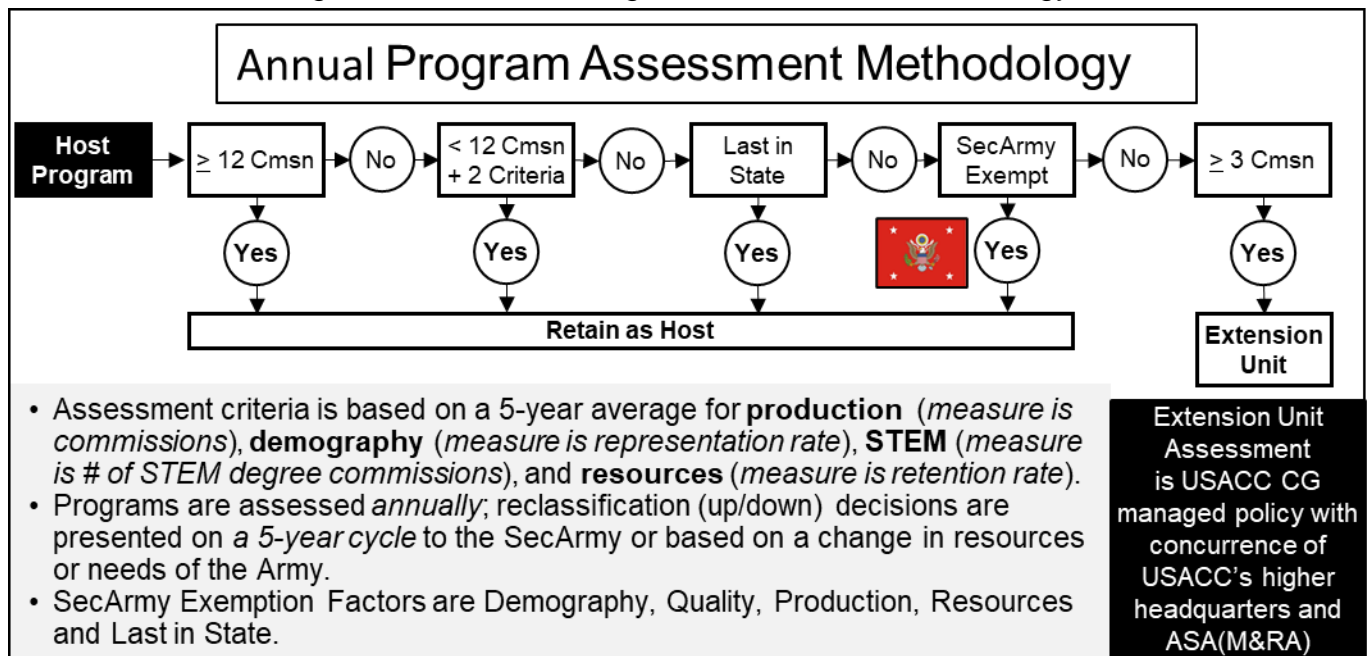 Annual Program Assessment Methodology
Host
Program
≥ 12 Cmsn
No
< 12 Cmsn
+ 2 Criteria
No
Last in
State
No
SecArmy
Exempt
No
≥ 3 Cmsn
Yes
Yes
Yes
Yes
Yes
Retain as Host
Extension
Unit
• Assessment criteria is based on a 5-year average for production (measure is
commissions), demography (measure is representation rate), STEM (measure
is # of STEM degree commissions), and resources (measure is retention rate).
• Programs are assessed annually; reclassification (up/down) decisions are
presented on a 5-year cycle to the SecArmy or based on a change in resources
or needs of the Army.
• SecArmy Exemption Factors are Demography, Quality, Production, Resources
and Last in State.
Extension Unit
Assessment
is USACC CG
managed policy with
concurrence of
USACC's higher
headquarters and
ASA(M&RA)